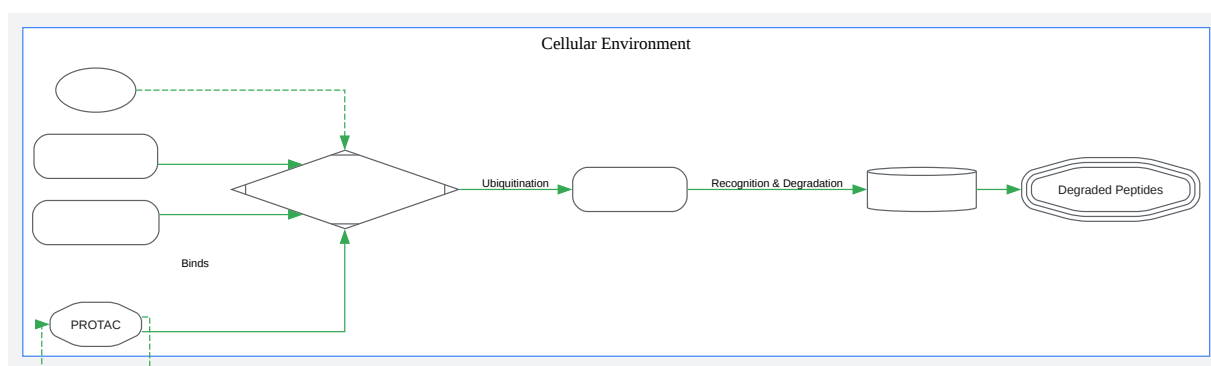 Cellular Environment
Ubiquitination
Recognition & Degradation
Degraded Peptides
Binds
PROTAC